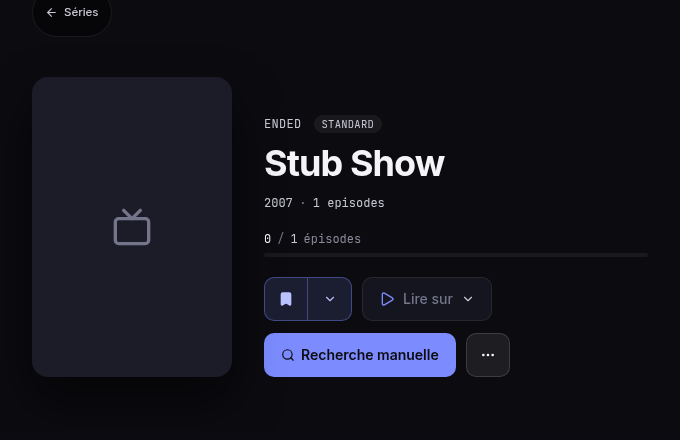 Séries
ENDED STANDARD
Stub Show
2007 · 1 episodes
0 / 1 épisodes
Lire sur
Recherche manuelle